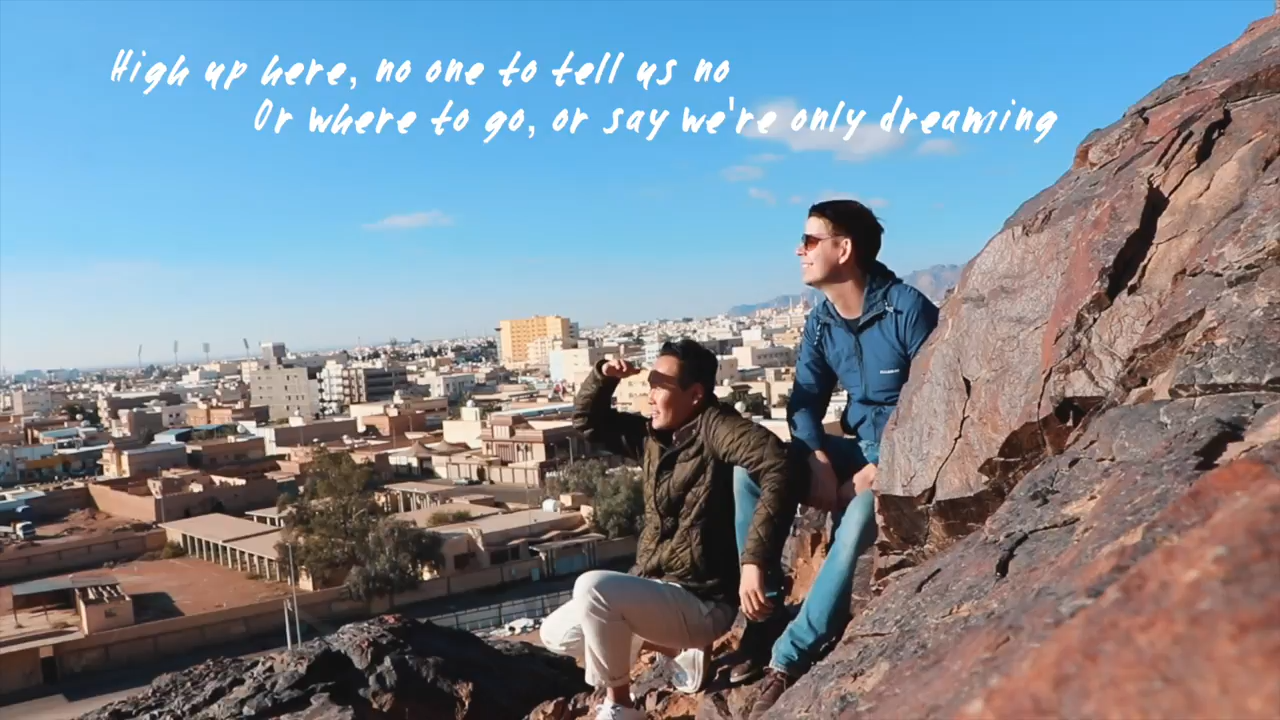 High up here, no one to tell us no
Or where to go, or say we're only dreaming